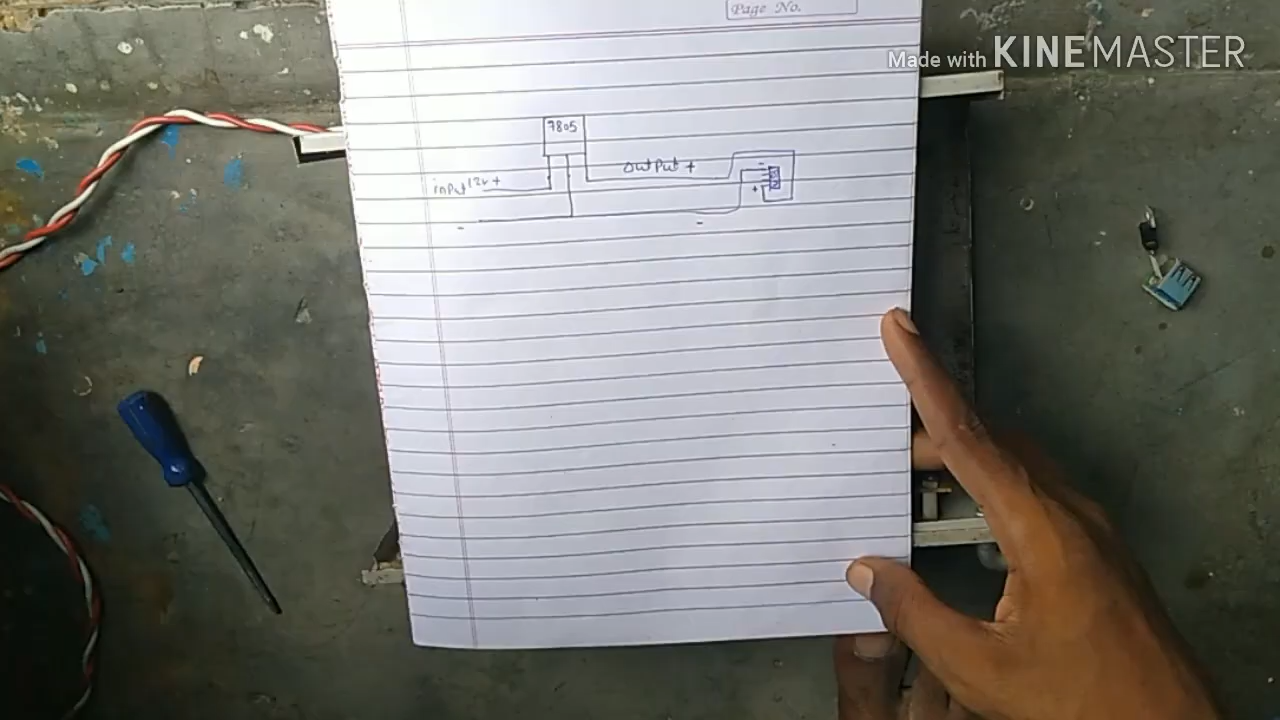 Page No.
Made with KINEMASTER
7805
output +
input 12v +
-
+
-
-